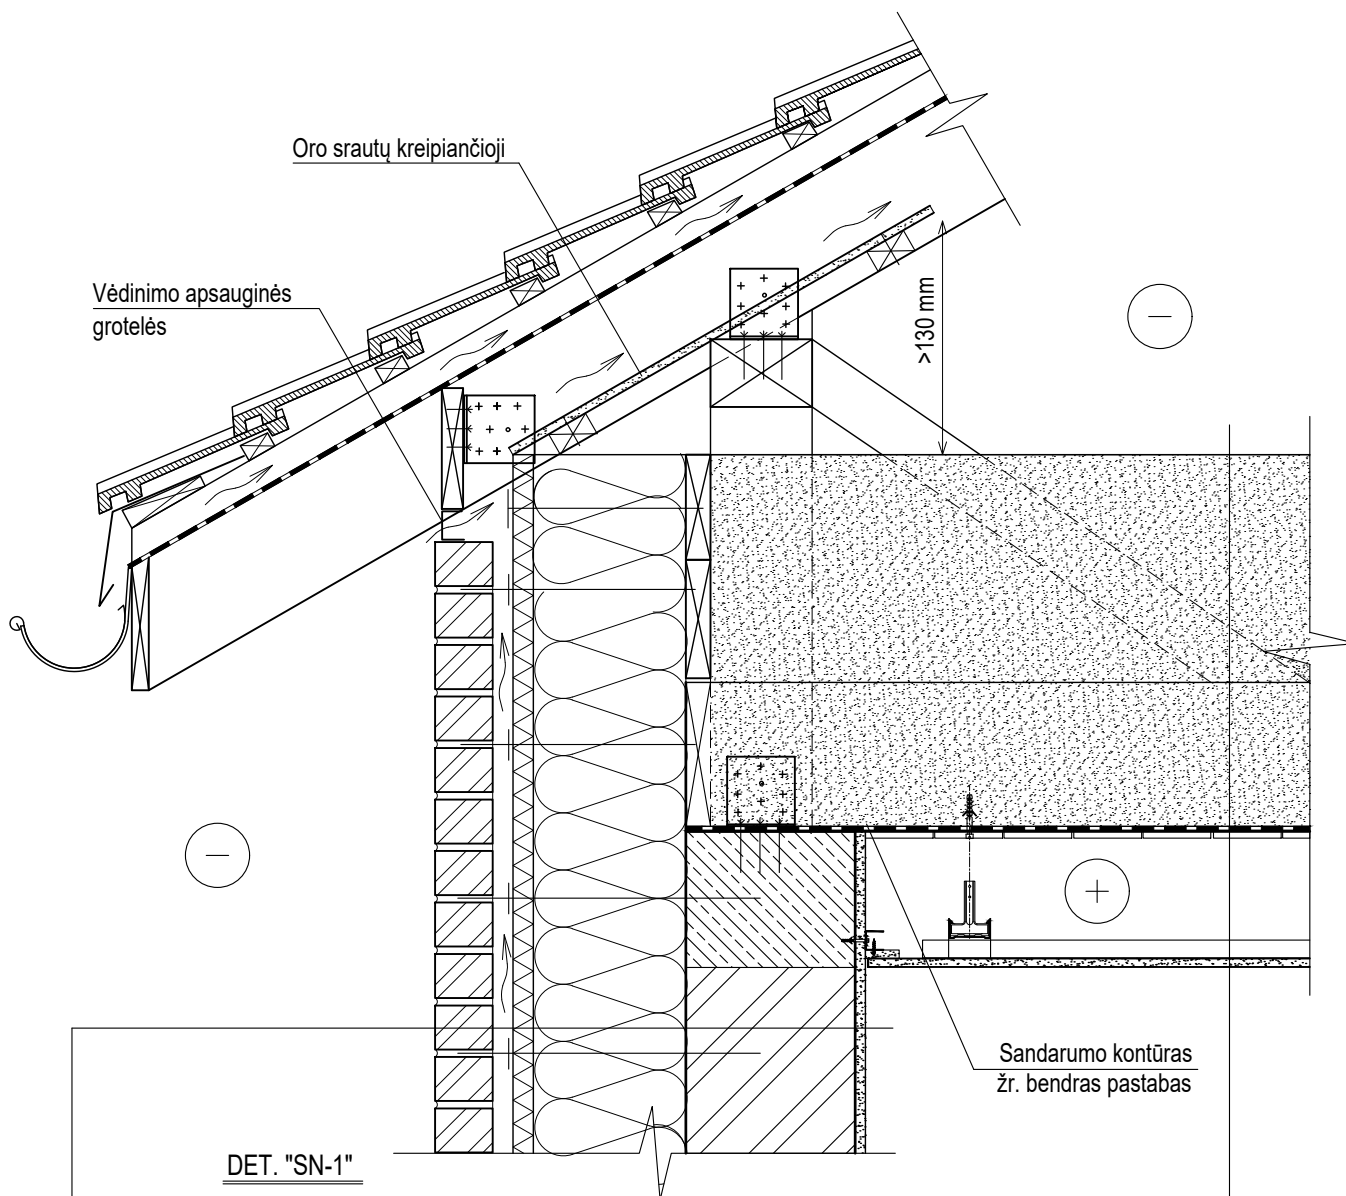 Oro srautų kreipiančioji
Vėdinimo apsauginės
grotelės
>130 mm
Sandarumo kontūras
žr. bendras pastabas
DET. "SN-1"